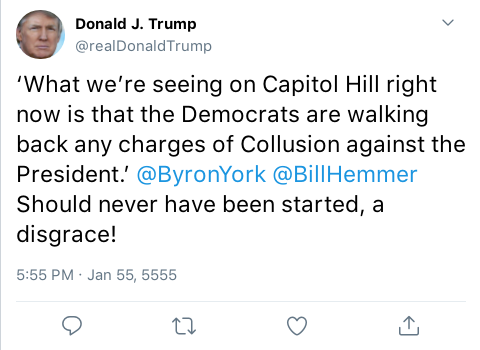 Donald J. Trump
@realDonaldTrump
‘What we’re seeing on Capitol Hill right
now is that the Democrats are walking
back any charges of Collusion against the
President.’ @ByronYork @BillHemmer
Should never have been started, a
disgrace!
5:55 PM · Jan 55, 5555